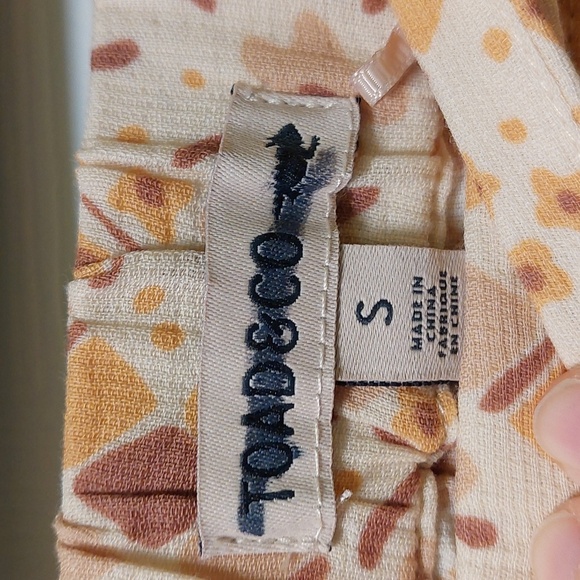 TOAD&CO
S
MADE IN
CHINA
FABRIQUÉ
EN CHINE